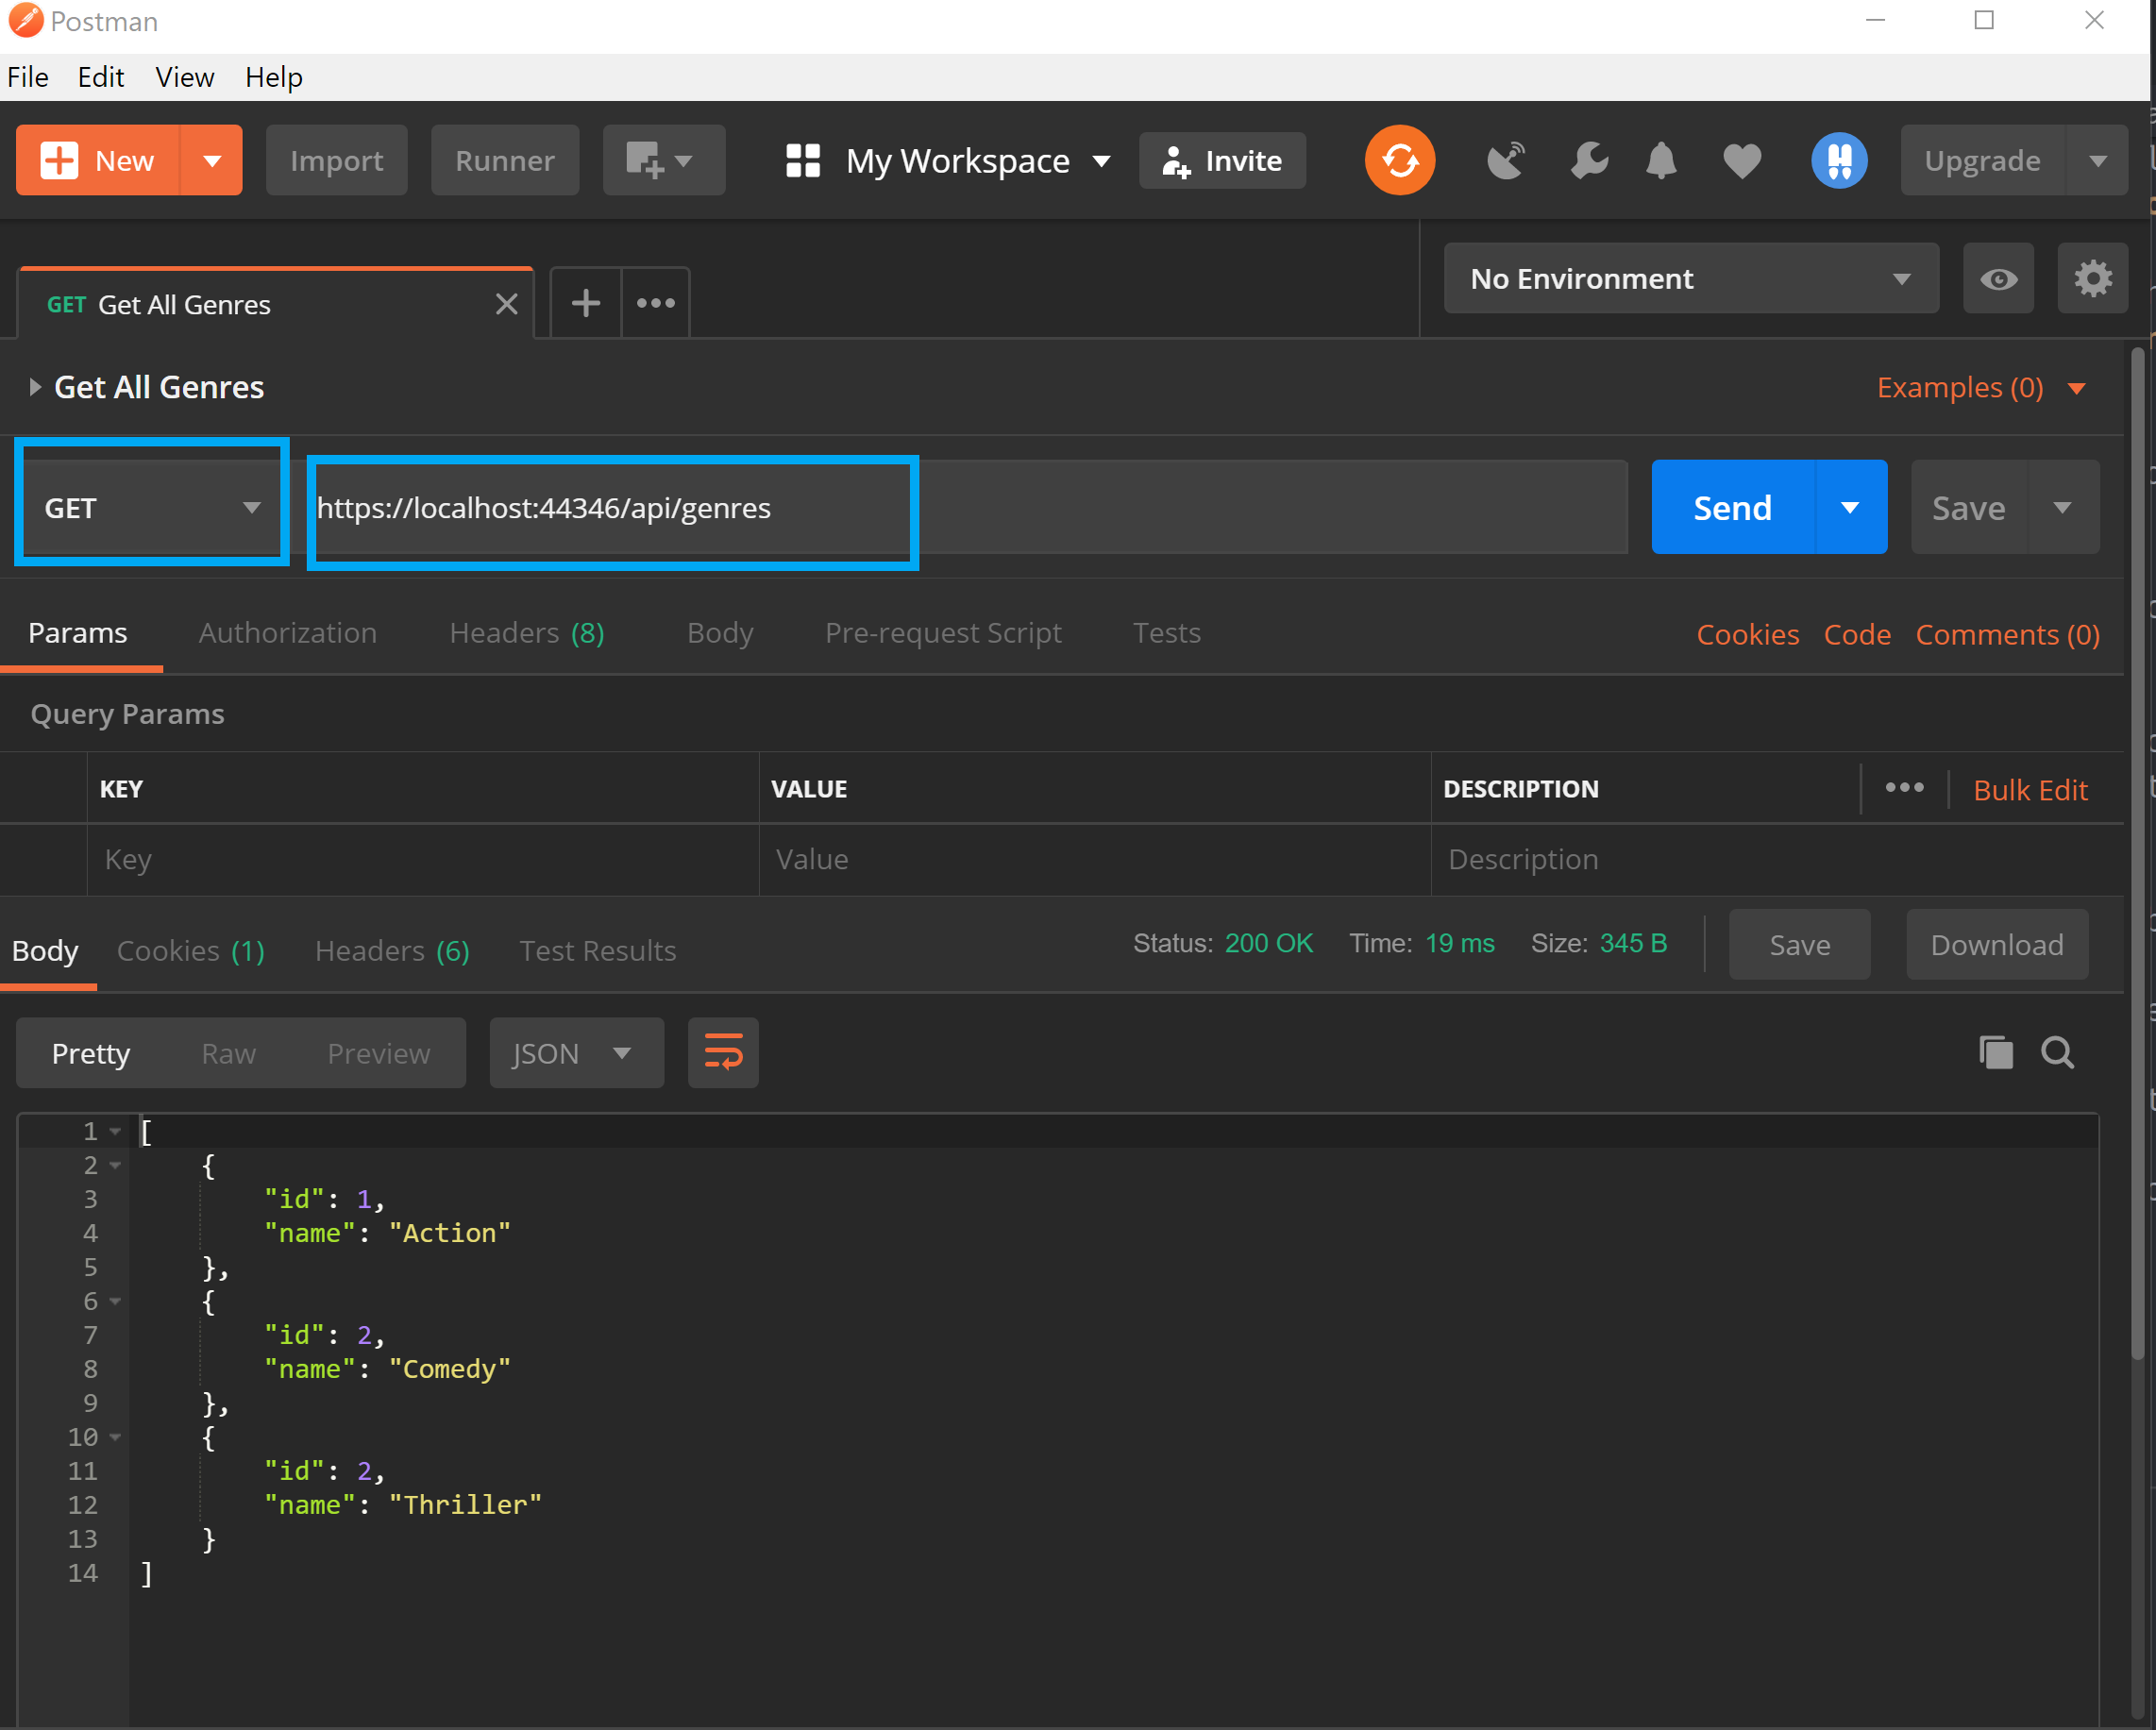 Postman
File Edit View Help
New Import Runner My Workspace Invite Upgrade
GET Get All Genres No Environment
Get All Genres Examples (0)
GET https://localhost:44346/api/genres Send Save
Params Authorization Headers (8) Body Pre-request Script Tests Cookies Code Comments (0)
Query Params
KEY VALUE DESCRIPTION Bulk Edit
Key Value Description
Body Cookies (1) Headers (6) Test Results Status: 200 OK Time: 19 ms Size: 345 B Save Download
Pretty Raw Preview JSON
1 [
2 {
3 "id": 1,
4 "name": "Action"
5 },
6 {
7 "id": 2,
8 "name": "Comedy"
9 },
10 {
11 "id": 2,
12 "name": "Thriller"
13 }
14 ]